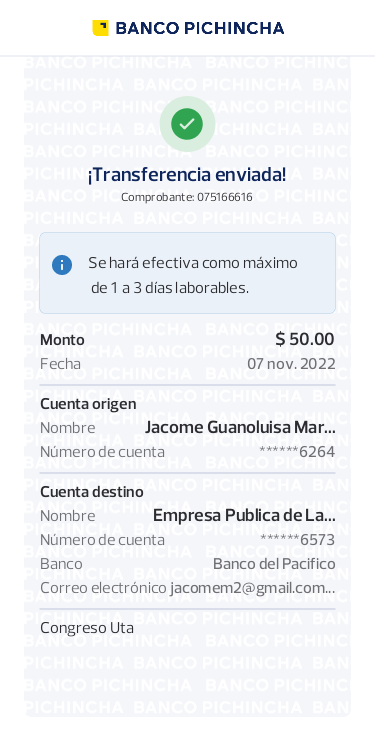 BANCO PICHINCHA
¡Transferencia enviada!
Comprobante: 075166616
Se hará efectiva como máximo
de 1 a 3 días laborables.
Monto $ 50.00
Fecha 07 nov. 2022
Cuenta origen
Nombre Jacome Guanoluisa Mar...
Número de cuenta ******6264
Cuenta destino
Nombre Empresa Publica de La...
Número de cuenta ******6573
Banco Banco del Pacifico
Correo electrónico jacomem2@gmail.com...
Congreso Uta